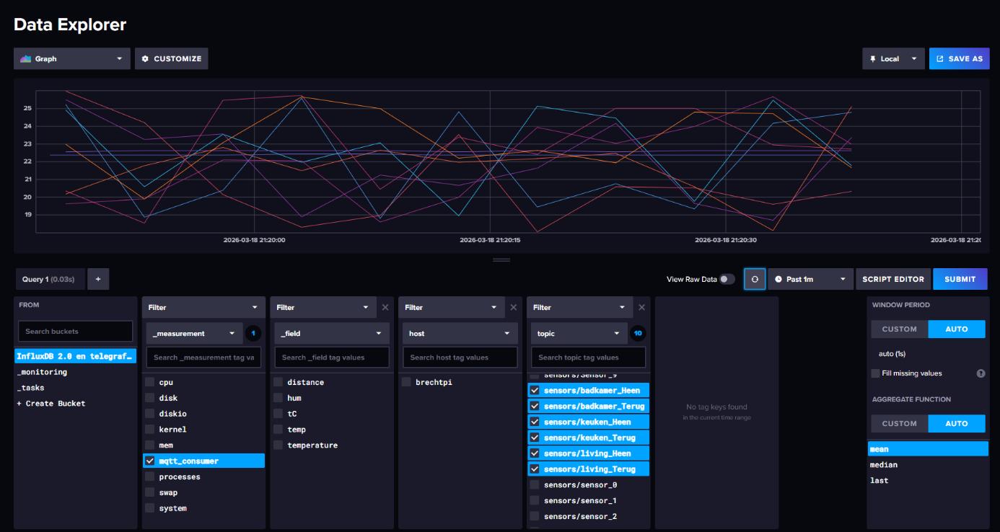 Data Explorer
Graph
CUSTOMIZE
Local
SAVE AS
25
24
23
22
21
20
19
2026-03-18 21:20:00
2026-03-18 21:20:15
2026-03-18 21:20:30
2026-03-18 21:20
Query 1 (0.03s)
+
View Raw Data
Past 1m
SCRIPT EDITOR
SUBMIT
FROM
Search buckets
InfluxDB 2.0 en telegraf…
_monitoring
_tasks
+ Create Bucket
Filter
_measurement
1
Search _measurement tag va
cpu
disk
diskio
kernel
mem
mqtt_consumer
processes
swap
system
Filter
_field
Search _field tag values
distance
hum
tC
temp
temperature
Filter
host
Search host tag values
brechtpi
Filter
topic
10
Search topic tag values
sensors/Sensor_9
sensors/badkamer_Heen
sensors/badkamer_Terug
sensors/keuken_Heen
sensors/keuken_Terug
sensors/living_Heen
sensors/living_Terug
sensors/sensor_0
sensors/sensor_1
sensors/sensor_2
No tag keys found
in the current time range
WINDOW PERIOD
CUSTOM
AUTO
auto (1s)
Fill missing values
?
AGGREGATE FUNCTION
CUSTOM
AUTO
mean
median
last